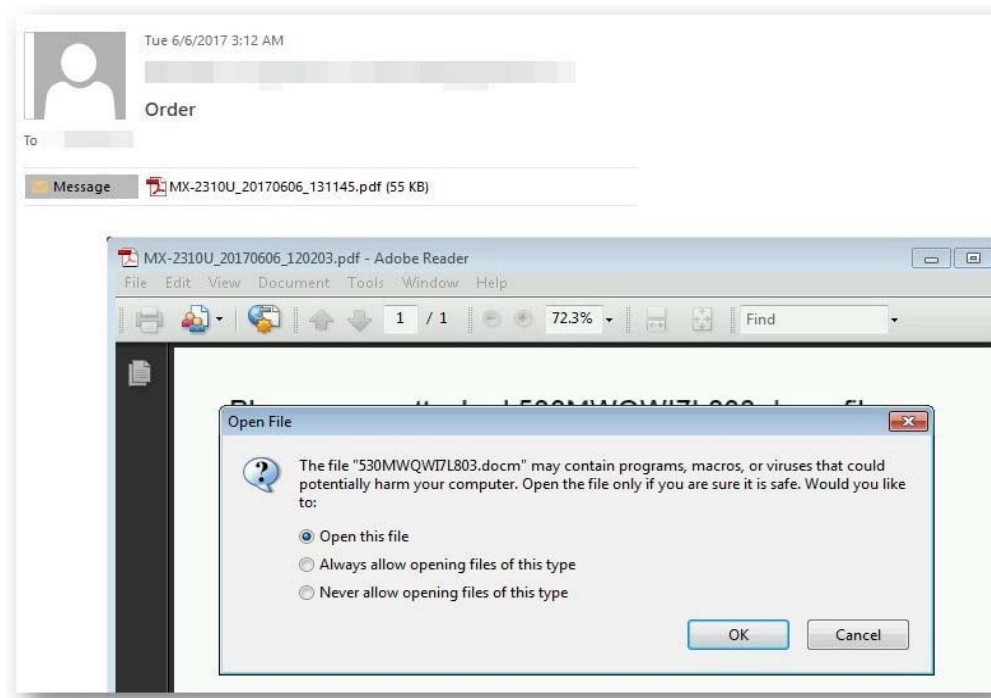 Tue 6/6/2017 3:12 AM
Order
To
Message MX-2310U_20170606_131145.pdf (55 KB)
MX-2310U_20170606_120203.pdf - Adobe Reader
File Edit View Document Tools Window Help
1 / 1 72.3% Find
Open File
The file "530MWQWI7L803.docm" may contain programs, macros, or viruses that could
potentially harm your computer. Open the file only if you are sure it is safe. Would you like
to:
Open this file
Always allow opening files of this type
Never allow opening files of this type
OK Cancel